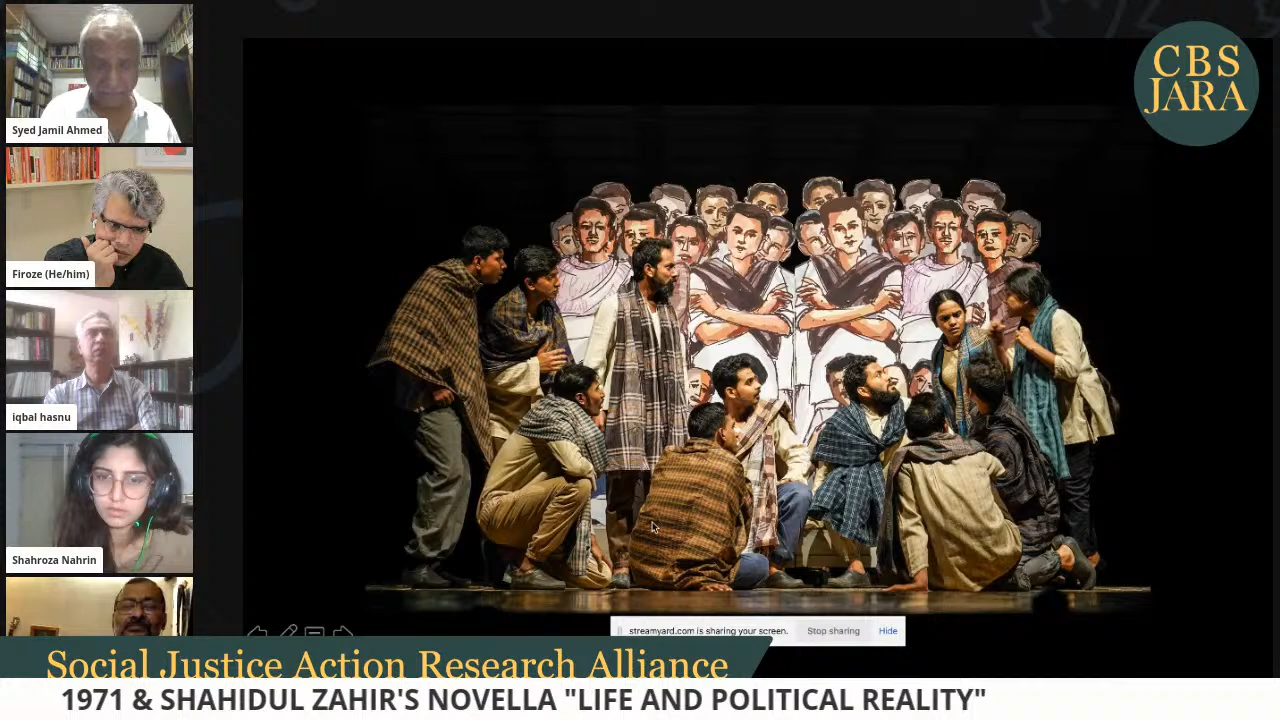 Syed Jamil Ahmed
Firoze (He/him)
iqbal hasnu
Shahroza Nahrin
CBS
JARA
streamyard.com is sharing your screen.
Stop sharing
Hide
Social Justice Action Research Alliance
1971 & SHAHIDUL ZAHIR'S NOVELLA "LIFE AND POLITICAL REALITY"